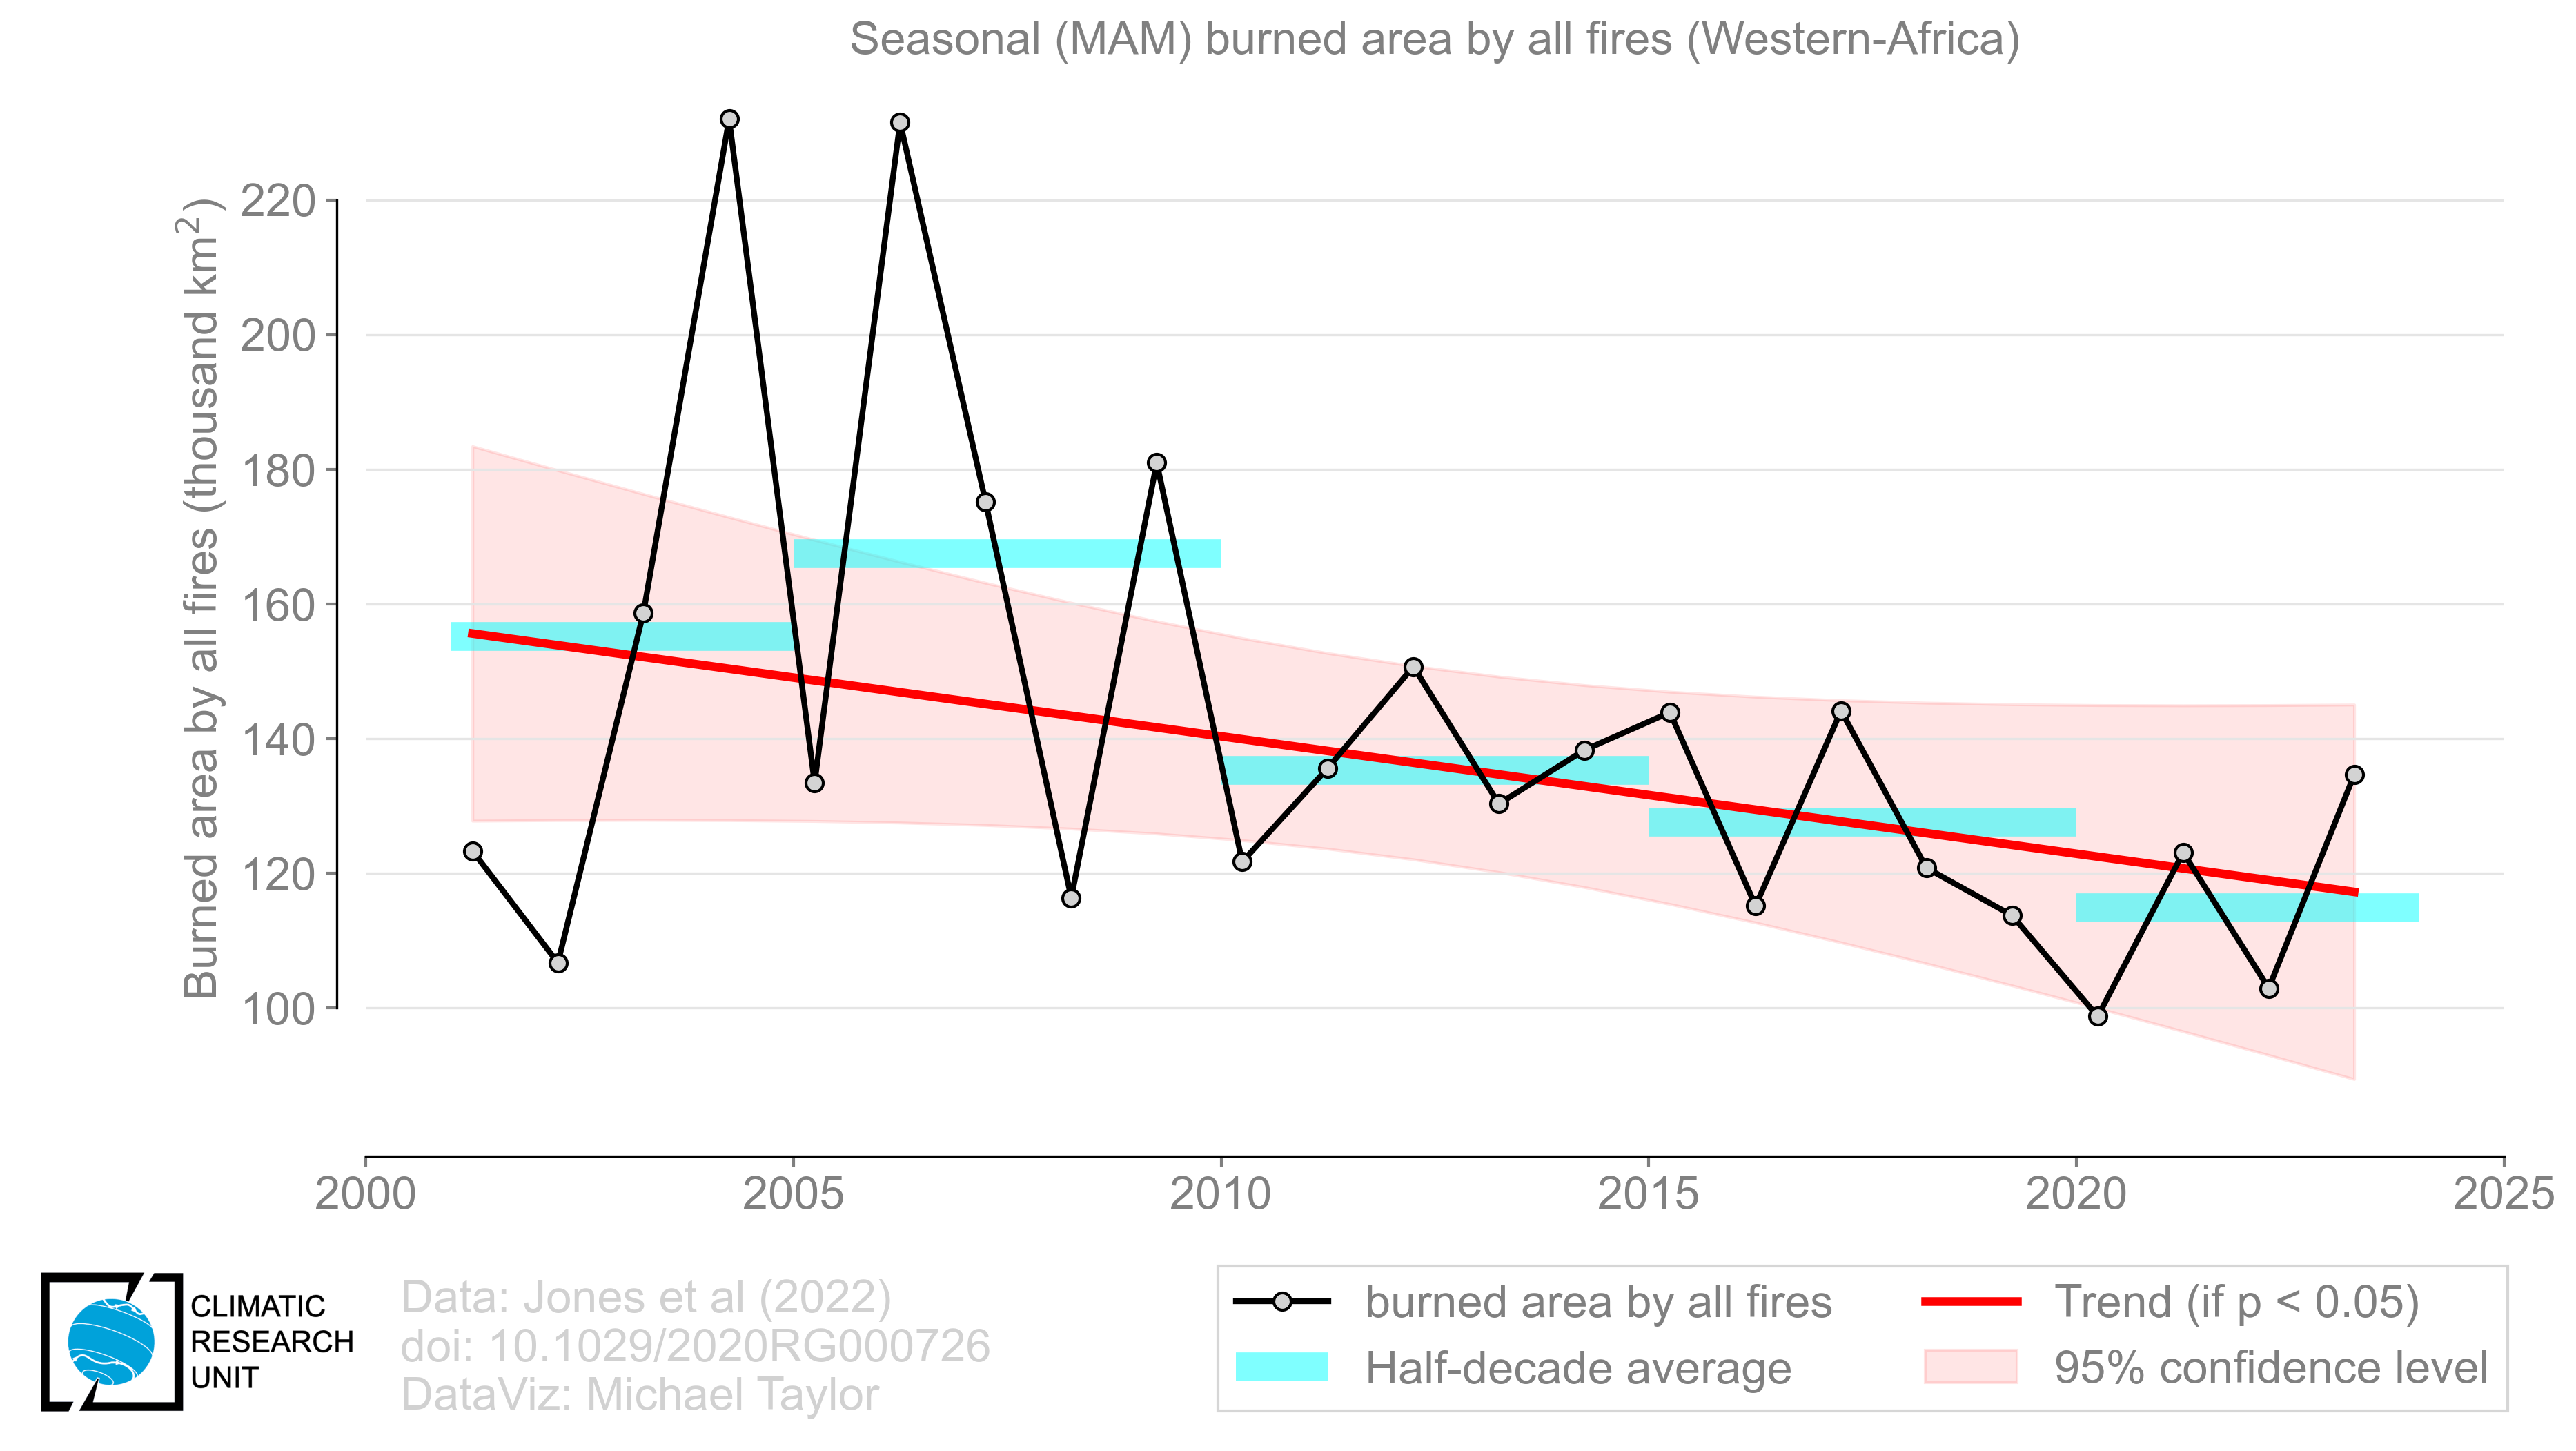 Seasonal (MAM) burned area by all fires (Western-Africa)
Burned area by all fires (thousand km²)
220
200
180
160
140
120
100
2000
2005
2010
2015
2020
2025
CLIMATIC
RESEARCH
UNIT
Data: Jones et al (2022)
doi: 10.1029/2020RG000726
DataViz: Michael Taylor
burned area by all fires
Half-decade average
Trend (if p < 0.05)
95% confidence level